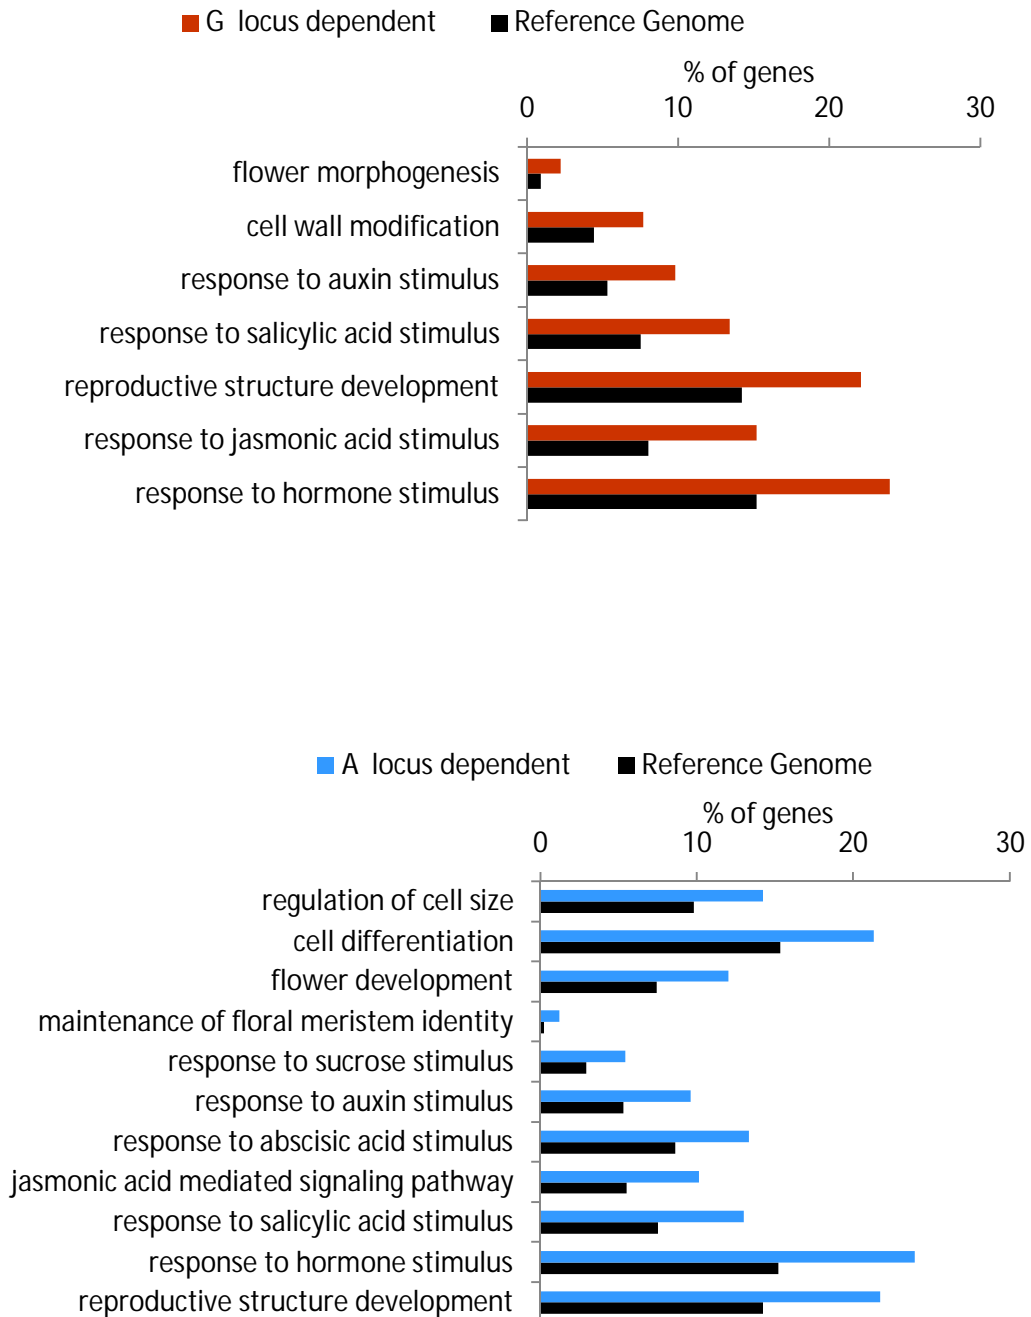 G locus dependent Reference Genome
% of genes
0 10 20 30
flower morphogenesis
cell wall modification
response to auxin stimulus
response to salicylic acid stimulus
reproductive structure development
response to jasmonic acid stimulus
response to hormone stimulus
A locus dependent Reference Genome
% of genes
0 10 20 30
regulation of cell size
cell differentiation
flower development
maintenance of floral meristem identity
response to sucrose stimulus
response to auxin stimulus
response to abscisic acid stimulus
jasmonic acid mediated signaling pathway
response to salicylic acid stimulus
response to hormone stimulus
reproductive structure development